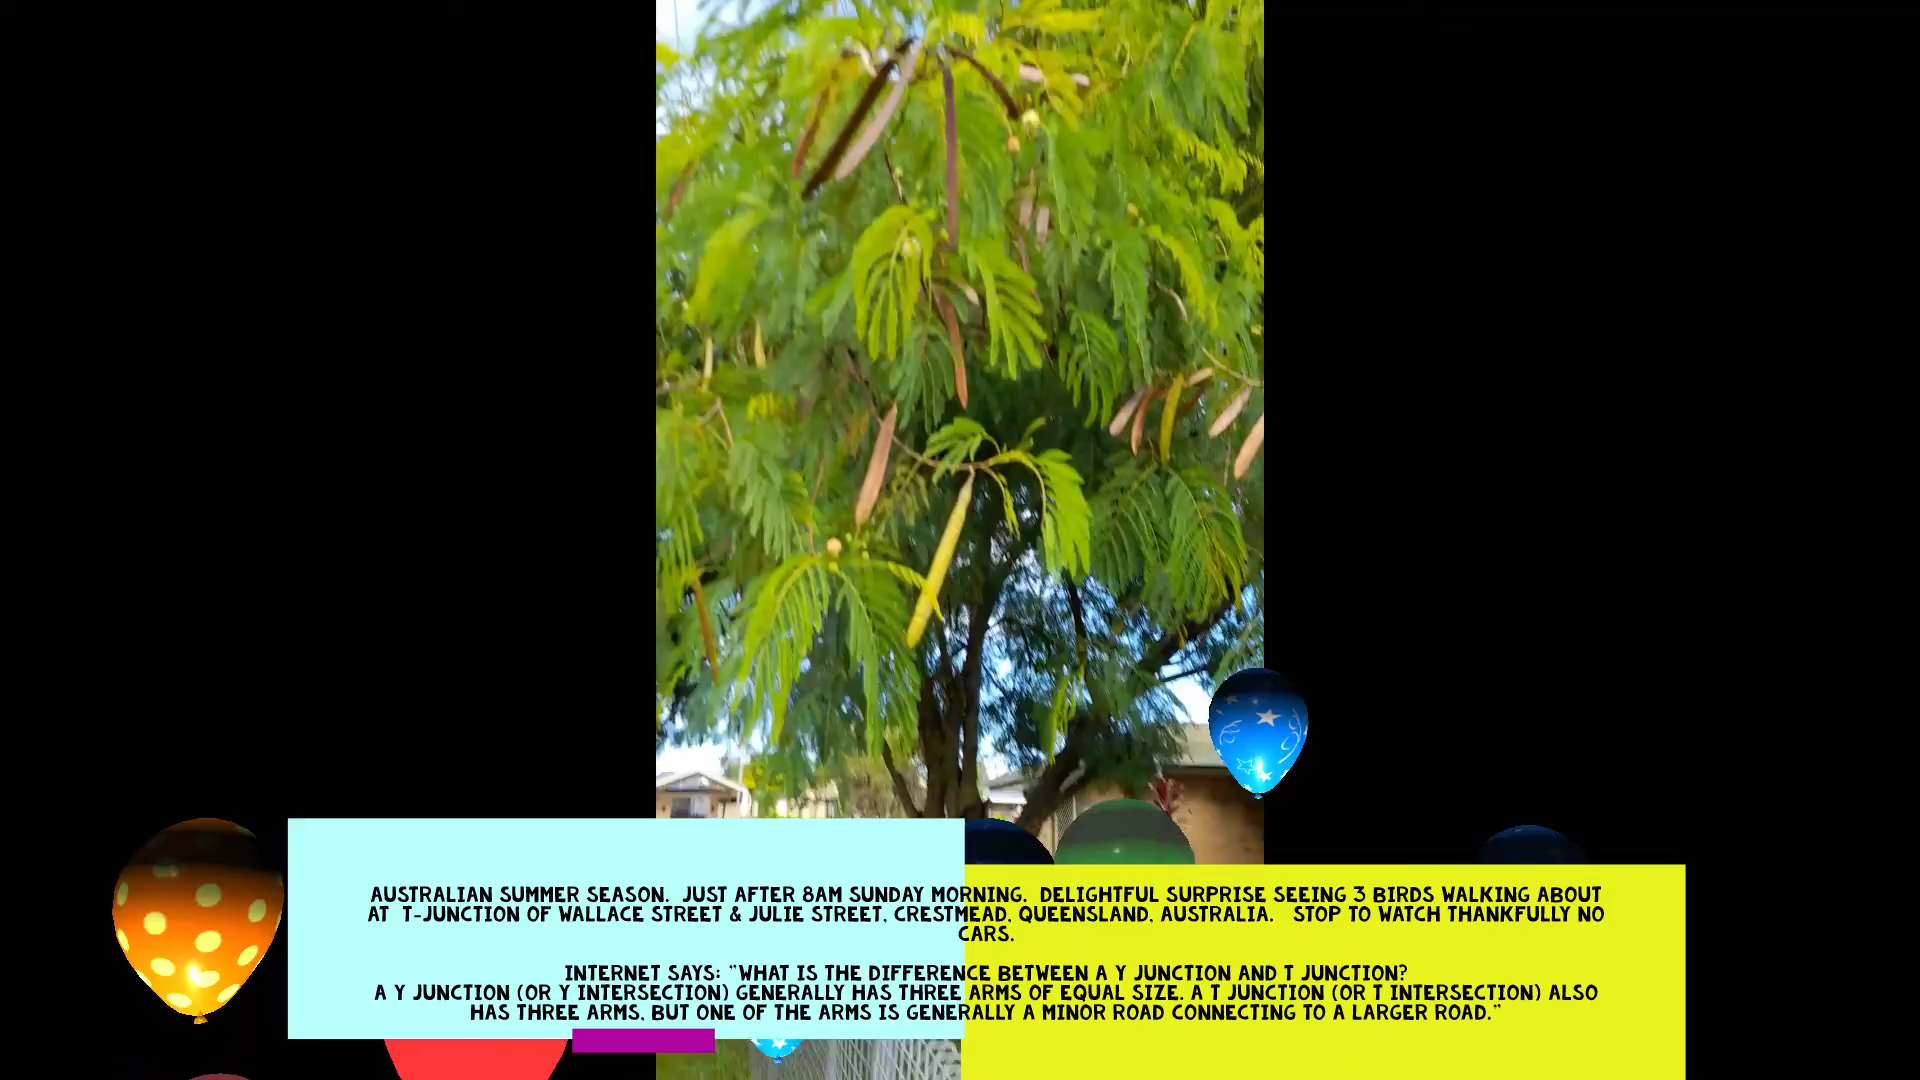 AUSTRALIAN SUMMER SEASON.  JUST AFTER 8AM SUNDAY MORNING.  DELIGHTFUL SURPRISE SEEING 3 BIRDS WALKING ABOUT
AT  T-JUNCTION OF WALLACE STREET & JULIE STREET, CRESTMEAD, QUEENSLAND, AUSTRALIA.   STOP TO WATCH THANKFULLY NO
CARS.
INTERNET SAYS: "WHAT IS THE DIFFERENCE BETWEEN A Y JUNCTION AND T JUNCTION?
A Y JUNCTION (OR Y INTERSECTION) GENERALLY HAS THREE ARMS OF EQUAL SIZE. A T JUNCTION (OR T INTERSECTION) ALSO
HAS THREE ARMS, BUT ONE OF THE ARMS IS GENERALLY A MINOR ROAD CONNECTING TO A LARGER ROAD."